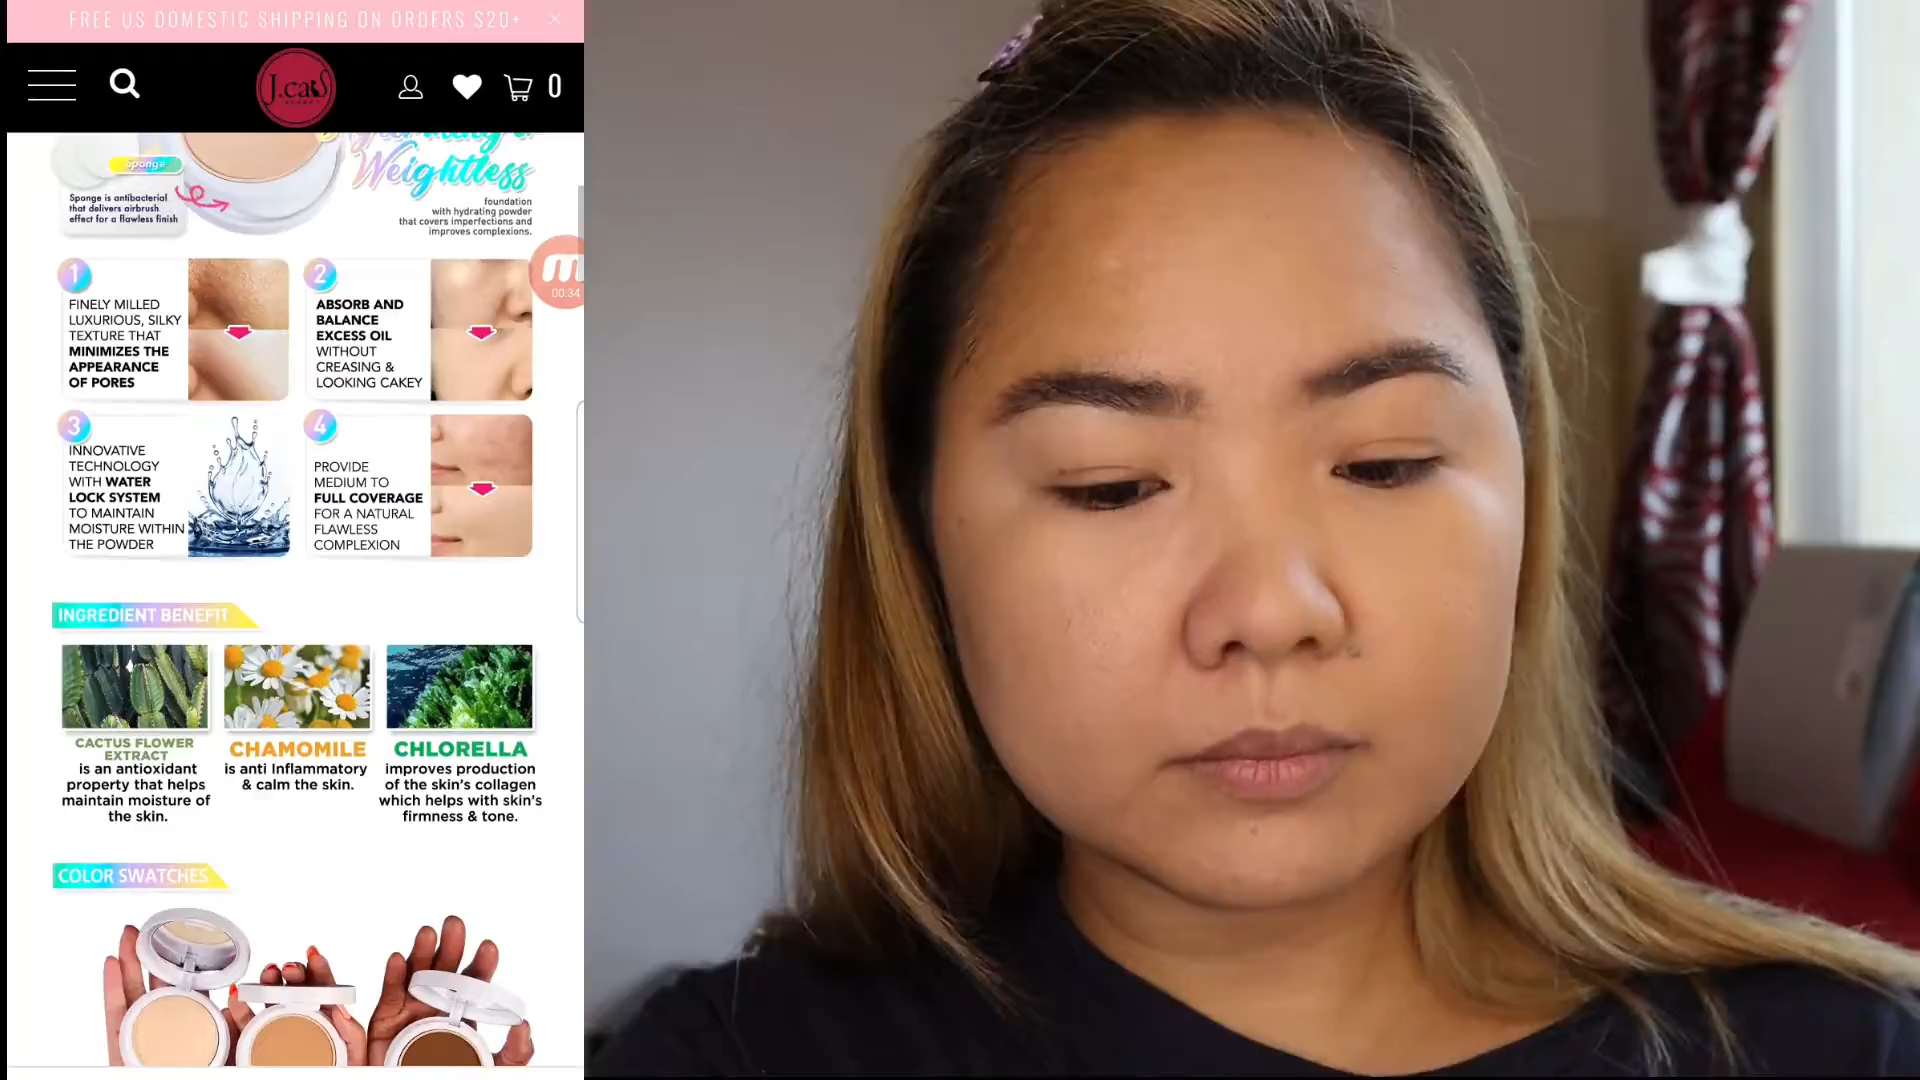 FREE US DOMESTIC SHIPPING ON ORDERS $20+ ×
J.caS
0
Sponge
Weightless
Sponge is antibacterial
that delivers airbrush
effect for a flawless finish
foundation
with hydrating powder
that covers imperfections and
improves complexions.
00:34
1
FINELY MILLED
LUXURIOUS, SILKY
TEXTURE THAT
MINIMIZES THE
APPEARANCE
OF PORES
2
ABSORB AND
BALANCE
EXCESS OIL
WITHOUT
CREASING &
LOOKING CAKEY
3
INNOVATIVE
TECHNOLOGY
WITH WATER
LOCK SYSTEM
TO MAINTAIN
MOISTURE WITHIN
THE POWDER
4
PROVIDE
MEDIUM TO
FULL COVERAGE
FOR A NATURAL
FLAWLESS
COMPLEXION
INGREDIENT BENEFIT
CACTUS FLOWER
EXTRACT
is an antioxidant
property that helps
maintain moisture of
the skin.
CHAMOMILE
is anti Inflammatory
& calm the skin.
CHLORELLA
improves production
of the skin's collagen
which helps with skin's
firmness & tone.
COLOR SWATCHES